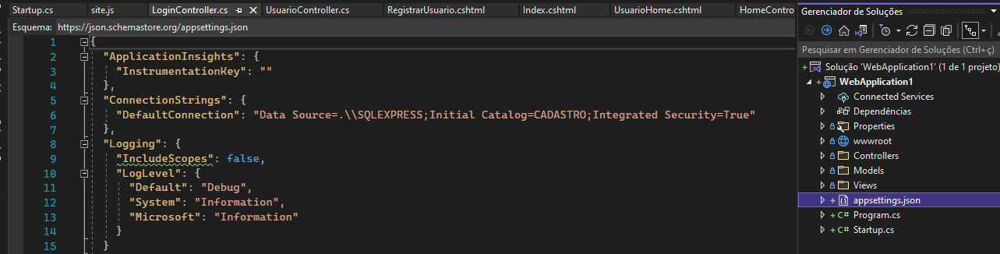 Startup.cs site.js LoginController.cs UsuarioController.cs RegistrarUsuario.cshtml Index.cshtml UsuarioHome.cshtml HomeContro
Esquema: https://json.schemastore.org/appsettings.json
1 {
2 "ApplicationInsights": {
3 "InstrumentationKey": ""
4 },
5 "ConnectionStrings": {
6 "DefaultConnection": "Data Source=.\\SQLEXPRESS;Initial Catalog=CADASTRO;Integrated Security=True"
7 },
8 "Logging": {
9 "IncludeScopes": false,
10 "LogLevel": {
11 "Default": "Debug",
12 "System": "Information",
13 "Microsoft": "Information"
14 }
15 }
Gerenciador de Soluções
Pesquisar em Gerenciador de Soluções (Ctrl+ç)
Solução 'WebApplication1' (1 de 1 projeto)
WebApplication1
Connected Services
Dependências
Properties
wwwroot
Controllers
Models
Views
appsettings.json
C# Program.cs
C# Startup.cs